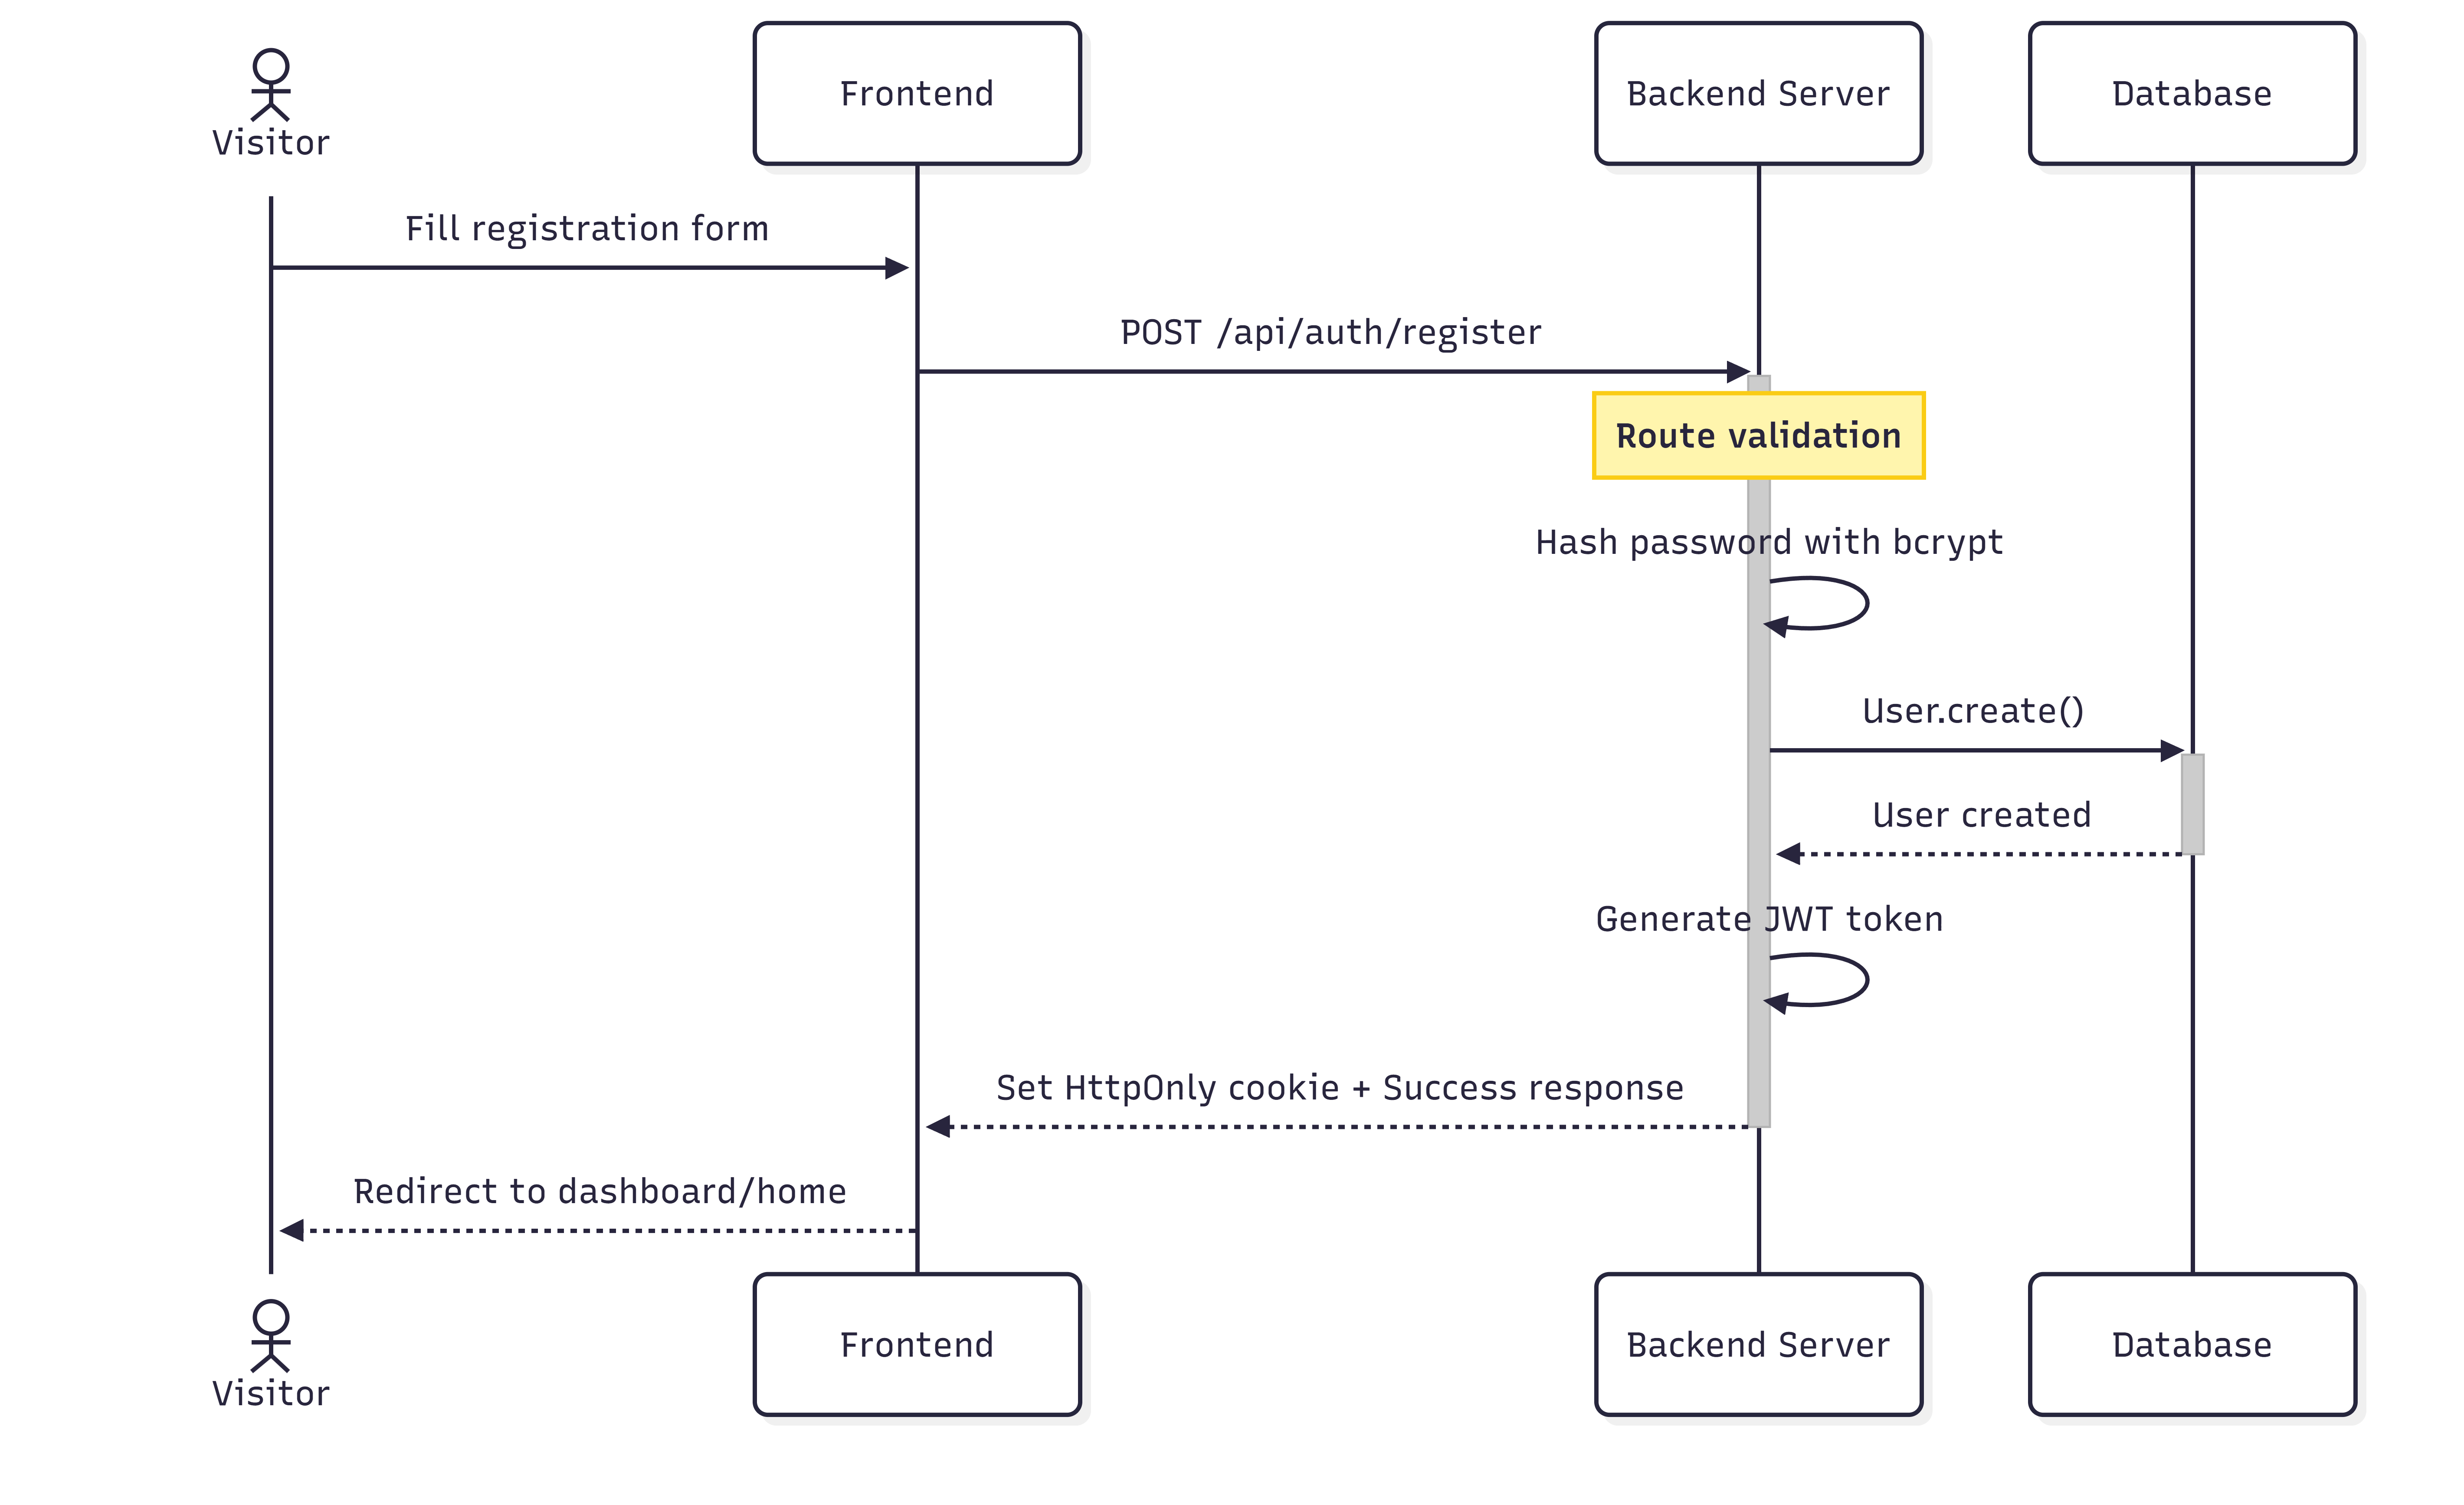 Visitor
Frontend
Backend Server
Database
Fill registration form
POST /api/auth/register
Route validation
Hash password with bcrypt
User.create()
User created
Generate JWT token
Set HttpOnly cookie + Success response
Redirect to dashboard/home
Visitor
Frontend
Backend Server
Database